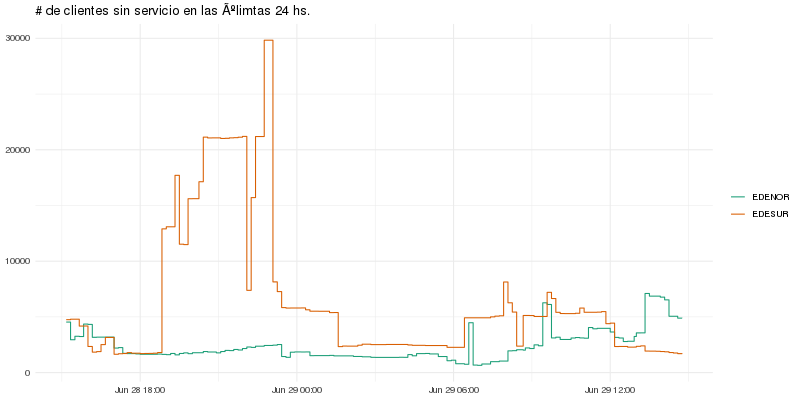 # de clientes sin servicio en las Ãºlimtas 24 hs.
30000
20000
10000
0
Jun 28 18:00
Jun 29 00:00
Jun 29 06:00
Jun 29 12:00
EDENOR
EDESUR